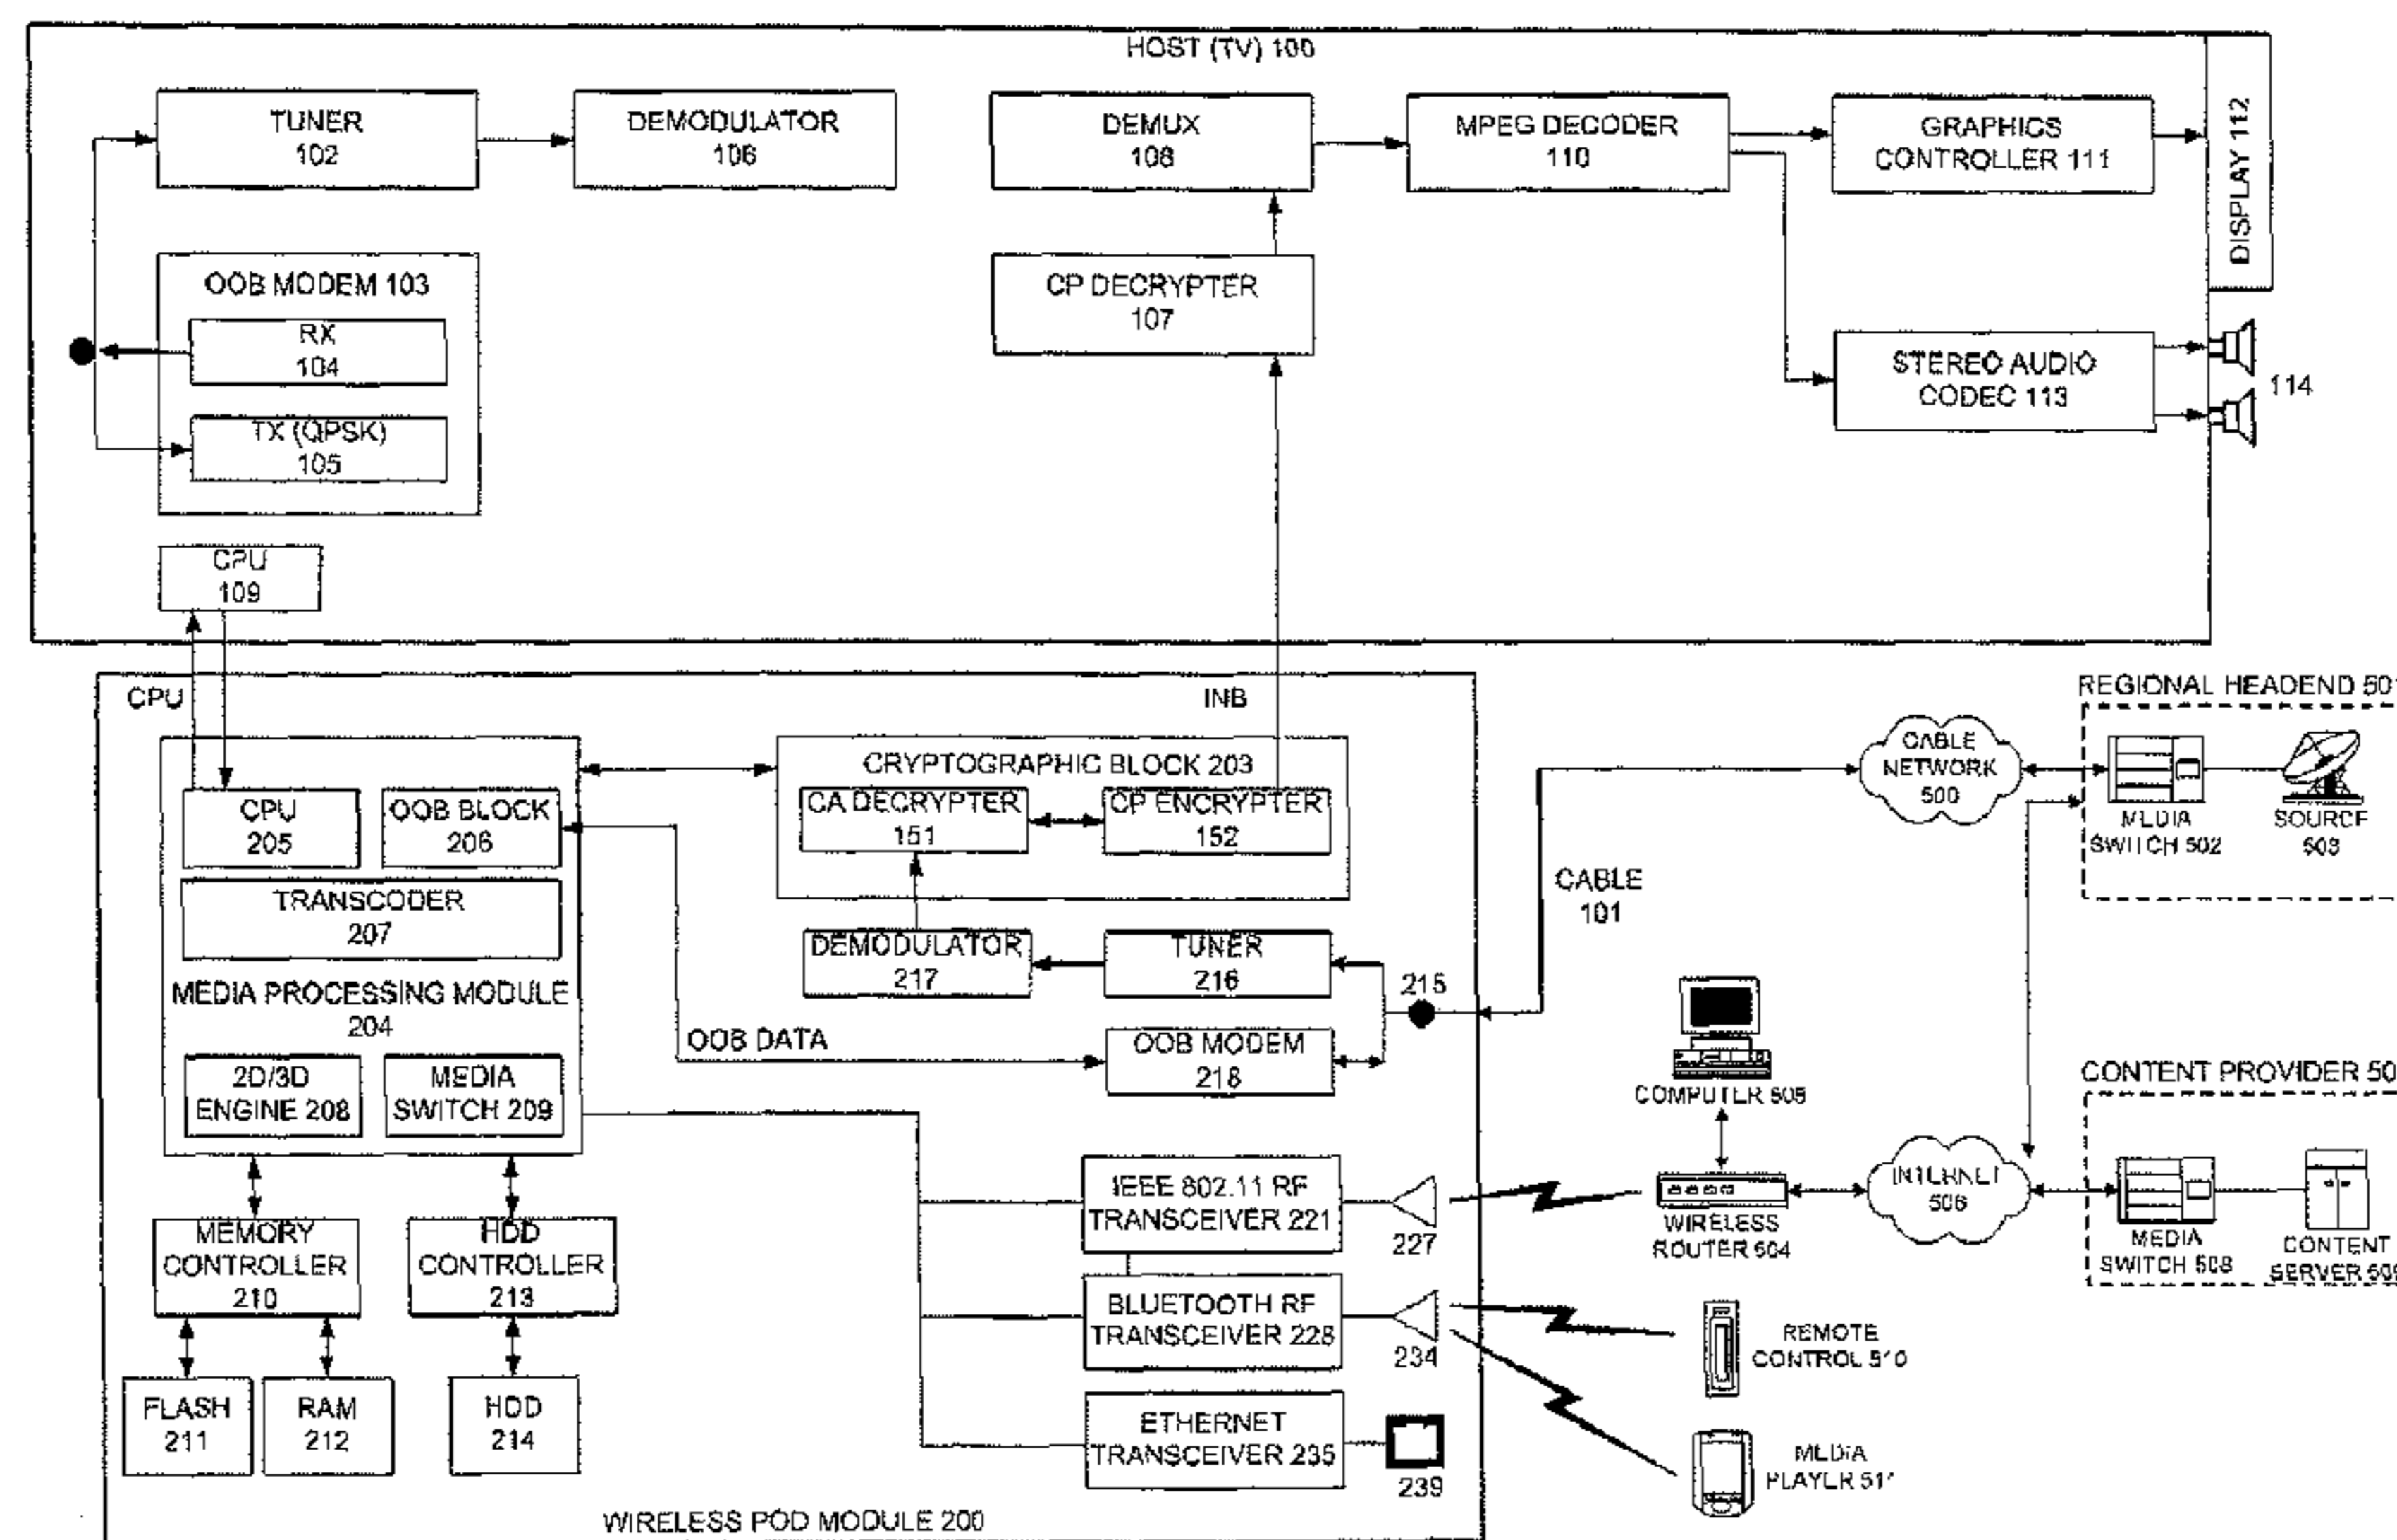 HOST (TV) 100
TUNER
102
DEMODULATOR
106
DEMUX
108
MPEG DECODER
110
GRAPHICS
CONTROLLER 111
DISPLAY 112
OOB MODEM 103
RX
104
TX (QPSK)
105
CP DECRYPTER
107
STEREO AUDIO
CODEC 113
114
CPU
109
CPU
INB
CPU
205
OOB BLOCK
206
TRANSCODER
207
MEDIA PROCESSING MODULE
204
2D/3D
ENGINE 208
MEDIA
SWITCH 209
CRYPTOGRAPHIC BLOCK 203
CA DECRYPTER
151
CP ENCRYPTER
152
DEMODULATOR
217
TUNER
216
215
OOB DATA
OOB MODEM
218
CABLE
101
REGIONAL HEADEND 501
CABLE
NETWORK
500
MEDIA
SWITCH 502
SOURCE
503
COMPUTER 505
WIRELESS
ROUTER 504
INTERNET
506
CONTENT PROVIDER 50
MEDIA
SWITCH 508
CONTENT
SERVER 509
IEEE 802.11 RF
TRANSCEIVER 221
227
BLUETOOTH RF
TRANSCEIVER 228
234
REMOTE
CONTROL 510
ETHERNET
TRANSCEIVER 235
239
MEDIA
PLAYER 511
MEMORY
CONTROLLER
210
HDD
CONTROLLER
213
FLASH
211
RAM
212
HDD
214
WIRELESS POD MODULE 200